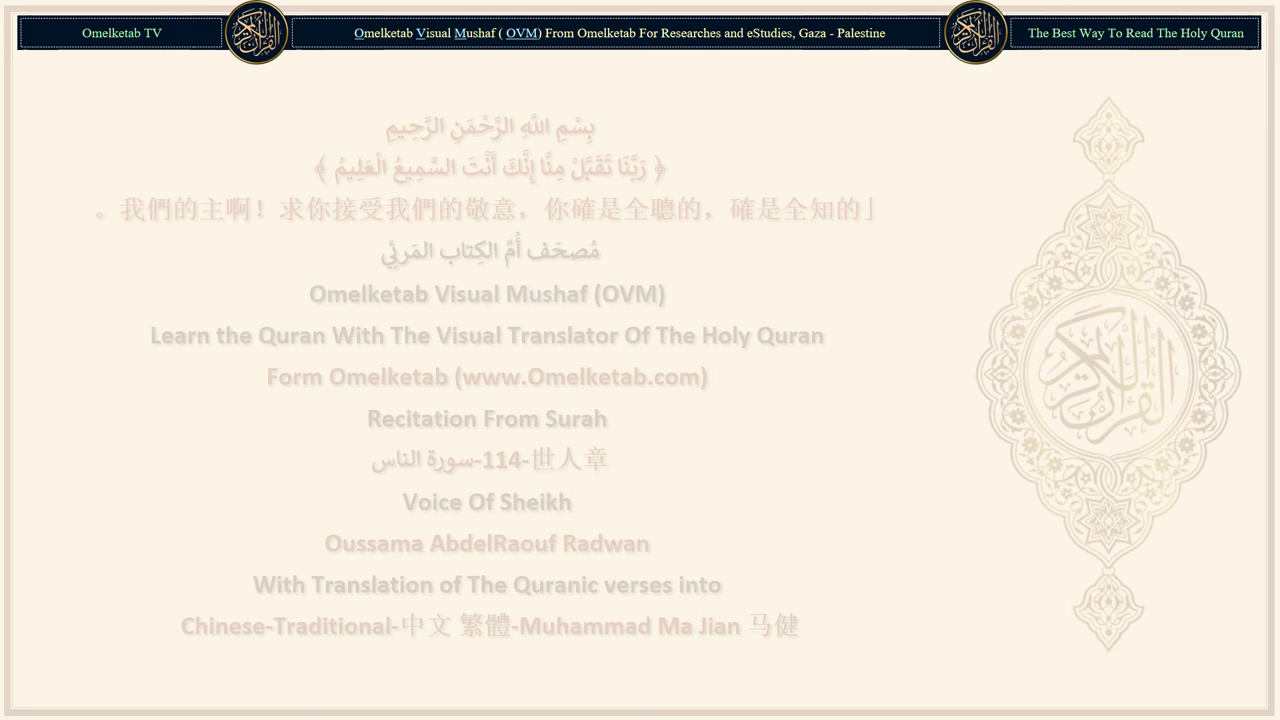 Omelketab TV
Omelketab Visual Mushaf ( OVM) From Omelketab For Researches and eStudies, Gaza - Palestine
The Best Way To Read The Holy Quran
بِسْمِ اللَّهِ الرَّحْمَنِ الرَّحِيمِ
﴿ رَبَّنَا تَقَبَّلْ مِنَّا إِنَّكَ أَنْتَ السَّمِيعُ الْعَلِيمُ ﴾
。我們的主啊！求你接受我們的敬意，你確是全聰的，確是全知的」
مُصحَف أُمِّ الكِتاب المَرئِي
Omelketab Visual Mushaf (OVM)
Learn the Quran With The Visual Translator Of The Holy Quran
Form Omelketab (www.Omelketab.com)
Recitation From Surah
سورة الناس-114-世人章
Voice Of Sheikh
Oussama AbdelRaouf Radwan
With Translation of The Quranic verses into
Chinese-Traditional-中文 繁體-Muhammad Ma Jian 马健
القرآن الكريم